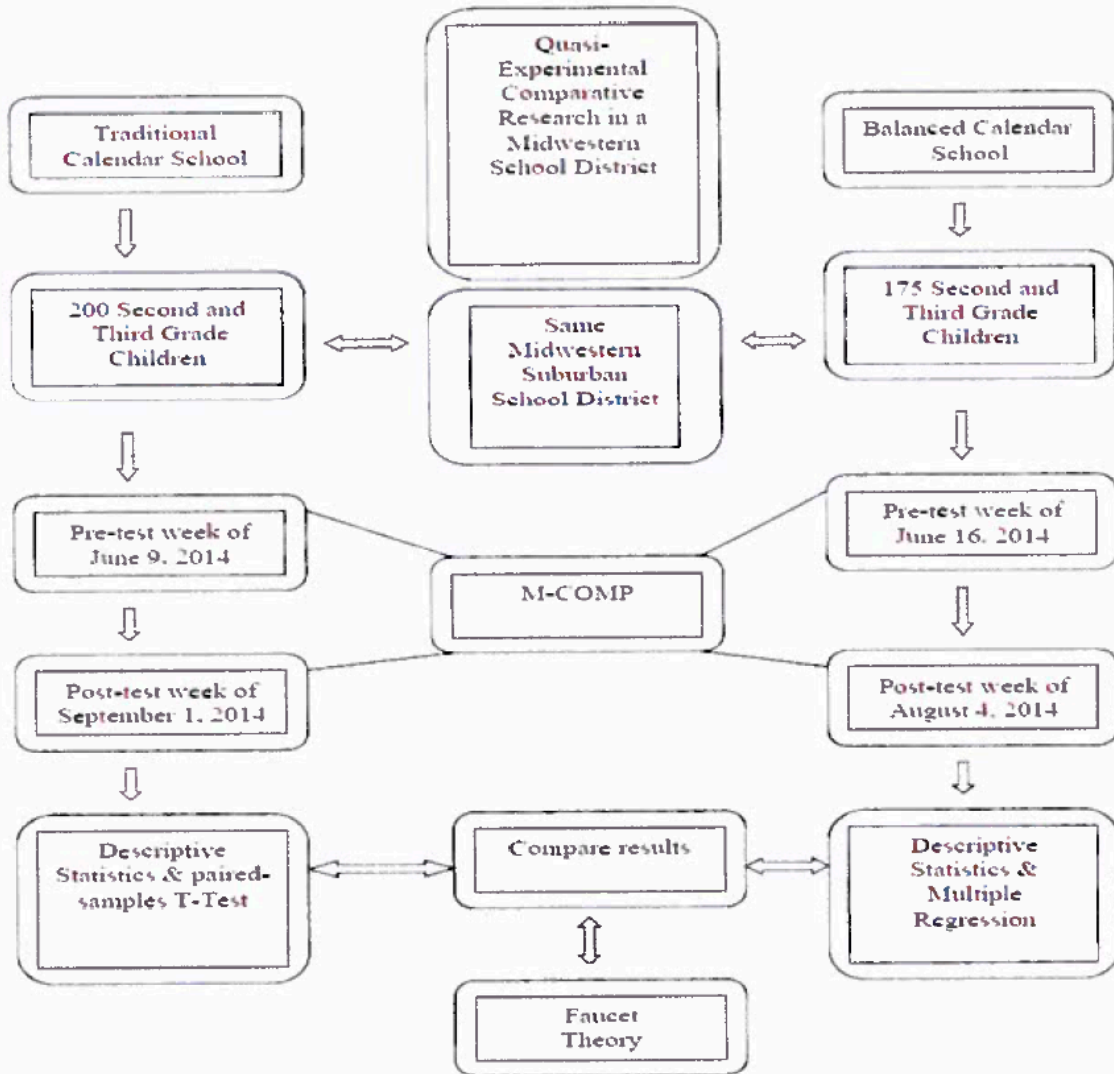 Quasi-
Experimental
Comparative
Research in a
Midwestern
School District
Traditional
Calendar School
Balanced Calendar
School
200 Second and
Third Grade
Children
Same
Midwestern
Suburban
School District
175 Second and
Third Grade
Children
Pre-test week of
June 9, 2014
M-COMP
Pre-test week of
June 16, 2014
Post-test week of
September 1, 2014
Post-test week of
August 4, 2014
Descriptive
Statistics & paired-
samples T-Test
Compare results
Descriptive
Statistics &
Multiple
Regression
Faucet
Theory